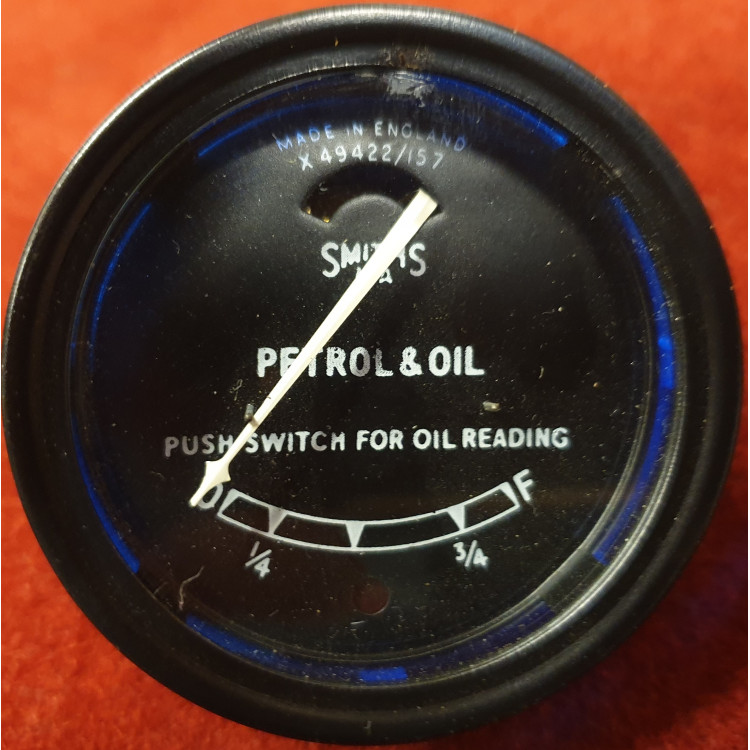 MADE IN ENGLAND
X 49422/157
SMITHS
PETROL & OIL
PUSH SWITCH FOR OIL READING
O F
1/4 3/4